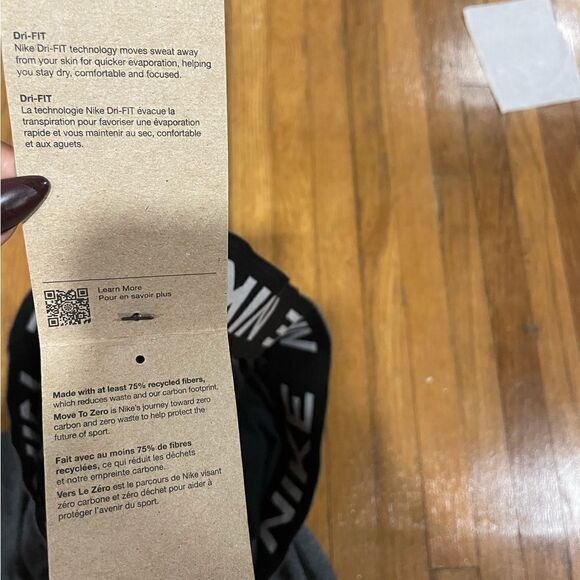 Dri-FIT
Nike Dri-FIT technology moves sweat away
from your skin for quicker evaporation, helping
you stay dry, comfortable and focused.
Dri-FIT
La technologie Nike Dri-FIT évacue la
transpiration pour favoriser une évaporation
rapide et vous maintenir au sec, confortable
et aux aguets.
Learn More
Pour en savoir plus
Made with at least 75% recycled fibers,
which reduces waste and our carbon footprint.
Move To Zero is Nike's journey toward zero
carbon and zero waste to help protect the
future of sport.
Fait avec au moins 75% de fibres
recyclées, ce qui réduit les déchets
et notre empreinte carbone.
Vers Le Zéro est le parcours de Nike visant
zéro carbone et zéro déchet pour aider à
protéger l'avenir du sport.
NIKE